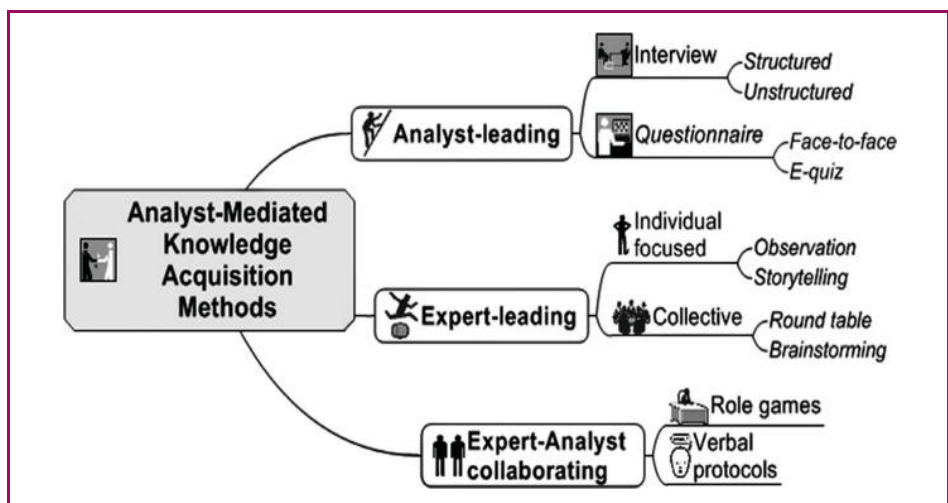 Analyst-Mediated
Knowledge
Acquisition
Methods
Analyst-leading
Interview
Structured
Unstructured
Questionnaire
Face-to-face
E-quiz
Expert-leading
Individual
focused
Observation
Storytelling
Collective
Round table
Brainstorming
Expert-Analyst
collaborating
Role games
Verbal
protocols